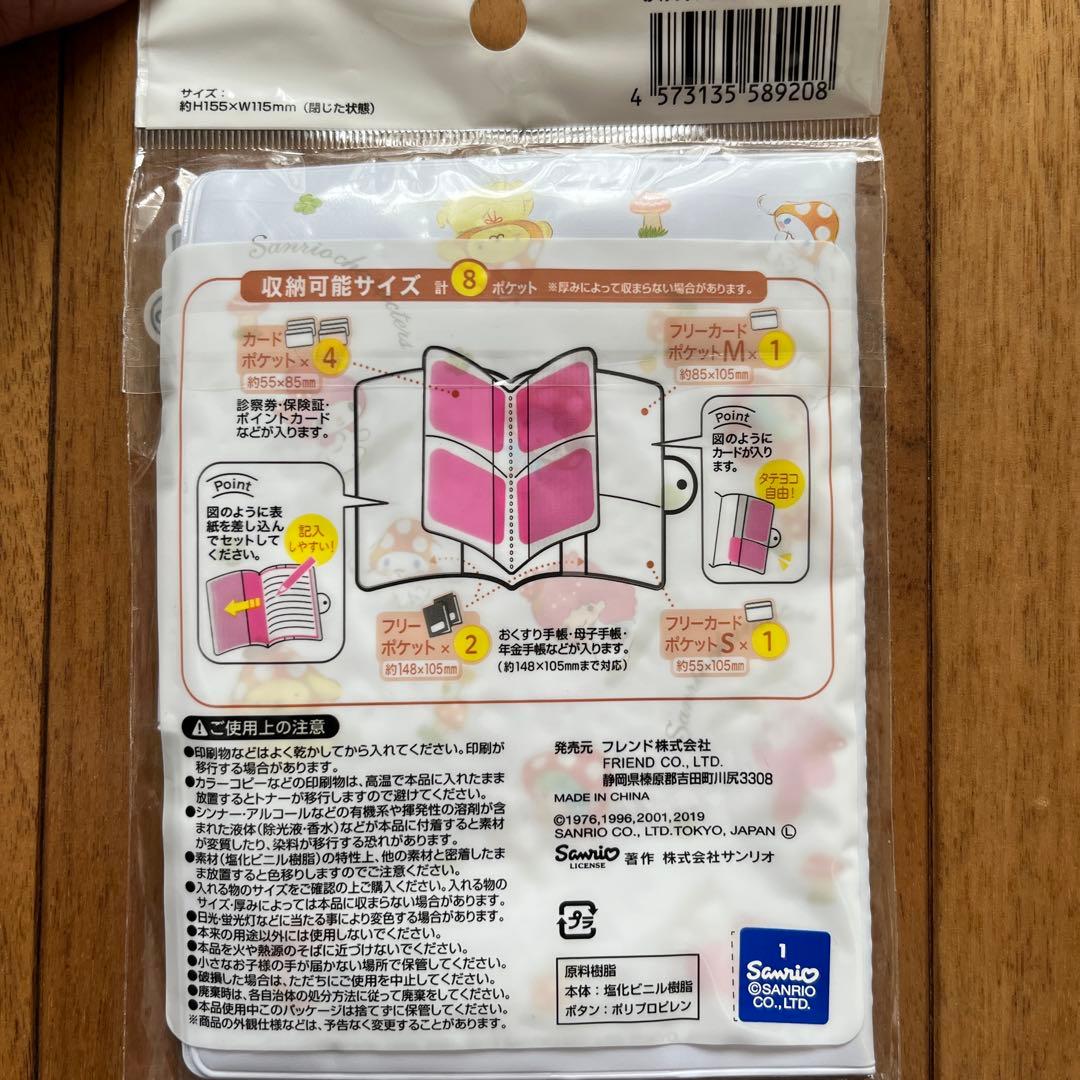 サイズ:
約H155×W115mm（閉じた状態）
4 573135 589208
Sanriocharacters
収納可能サイズ 計 8 ポケット ※厚みによって収まらない場合があります。
カード
ポケット× 4
約55×85mm
診察券・保険証・
ポイントカード
などが入ります。
フリーカード
ポケットM× 1
約85×105mm
Point
図のように
カードが入り
ます。
タテヨコ
自由!
Point
図のように表
紙を差し込ん
でセットして
ください。
記入
しやすい!
フリー
ポケット× 2
約148×105mm
おくすり手帳・母子手帳・
年金手帳などが入ります。
（約148×105mmまで対応）
フリーカード
ポケットS× 1
約55×105mm
⚠ご使用上の注意
●印刷物などはよく乾かしてから入れてください。印刷が
移行する場合があります。
●カラーコピーなどの印刷物は、高温で本品に入れたまま
放置するとトナーが移行しますので避けてください。
●シンナー・アルコールなどの有機系や揮発性の溶剤が含
まれた液体（除光液・香水）などが本品に付着すると素材
が変質したり、染料が移行する恐れがあります。
●素材（塩化ビニル樹脂）の特性上、他の素材と密着したま
ま放置すると色移りしますのでご注意ください。
●入れる物のサイズをご確認の上ご購入ください。入れる物の
サイズ・厚みによっては本品に収まらない場合があります。
●日光・蛍光灯などに当たる事により変色する場合があります。
●本来の用途以外には使用しないでください。
●本品を火や熱源のそばに近づけないでください。
●小さなお子様の手が届かない場所で保管してください。
●破損した場合は、ただちにご使用を中止してください。
●廃棄時は、各自治体の処分方法に従って廃棄をしてください。
●本品使用中このパッケージは捨てずに保管してください。
※商品の外観仕様などは、予告なく変更することがあります。
発売元 フレンド株式会社
FRIEND CO., LTD.
静岡県榛原郡吉田町川尻3308
MADE IN CHINA
©1976,1996,2001,2019
SANRIO CO., LTD.TOKYO, JAPAN Ⓛ
Sanrio LICENSE 著作 株式会社サンリオ
プラ
原料樹脂
本体：塩化ビニル樹脂
ボタン：ポリプロピレン
1
Sanrio
©SANRIO
CO.,LTD.